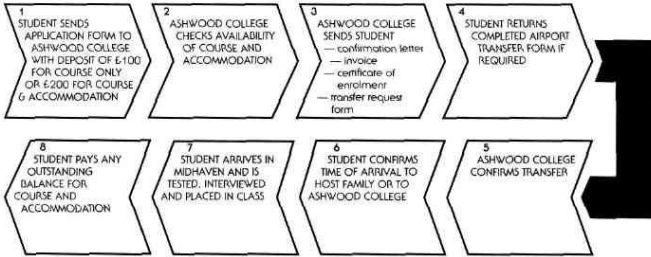 1
STUDENT SENDS
APPLICATION FORM TO
ASHWOOD COLLEGE
WITH DEPOSIT OF £100
FOR COURSE ONLY
OR £200 FOR COURSE
& ACCOMMODATION
2
ASHWOOD COLLEGE
CHECKS AVAILABILITY
OF COURSE AND
ACCOMMODATION
3
ASHWOOD COLLEGE
SENDS STUDENT
— confirmation letter
— invoice
— certificate of
enrolment
— transfer request
form
4
STUDENT RETURNS
COMPLETED AIRPORT
TRANSFER FORM IF
REQUIRED
8
STUDENT PAYS ANY
OUTSTANDING
BALANCE FOR
COURSE AND
ACCOMMODATION
7
STUDENT ARRIVES IN
MIDHAVEN AND IS
TESTED, INTERVIEWED
AND PLACED IN CLASS
6
STUDENT CONFIRMS
TIME OF ARRIVAL TO
HOST FAMILY OR TO
ASHWOOD COLLEGE
5
ASHWOOD COLLEGE
CONFIRMS TRANSFER